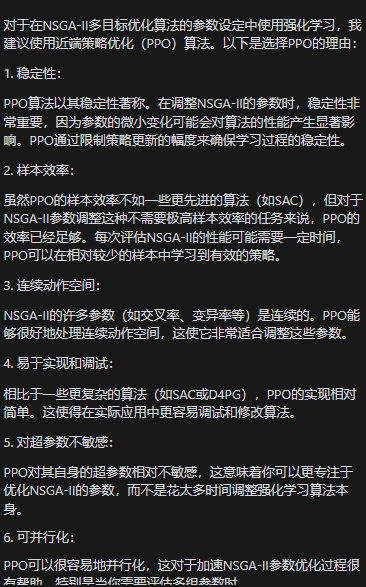 对于在NSGA-II多目标优化算法的参数设定中使用强化学习，我
建议使用近端策略优化（PPO）算法。以下是选择PPO的理由：
1. 稳定性：
PPO算法以其稳定性著称。在调整NSGA-II的参数时，稳定性非
常重要，因为参数的微小变化可能会对算法的性能产生显著影
响。PPO通过限制策略更新的幅度来确保学习过程的稳定性。
2. 样本效率：
虽然PPO的样本效率不如一些更先进的算法（如SAC），但对于
NSGA-II参数调整这种不需要极高样本效率的任务来说，PPO的
效率已经足够。每次评估NSGA-II的性能可能需要一定时间，
PPO可以在相对较少的样本中学习到有效的策略。
3. 连续动作空间：
NSGA-II的许多参数（如交叉率、变异率等）是连续的。PPO能
够很好地处理连续动作空间，这使它非常适合调整这些参数。
4. 易于实现和调试：
相比于一些更复杂的算法（如SAC或D4PG），PPO的实现相对
简单。这使得在实际应用中更容易调试和修改算法。
5. 对超参数不敏感：
PPO对其自身的超参数相对不敏感，这意味着你可以更专注于
优化NSGA-II的参数，而不是花太多时间调整强化学习算法本
身。
6. 可并行化：
PPO可以很容易地并行化，这对于加速NSGA-II参数优化过程很
有帮助，特别是当你需要评估多组参数时